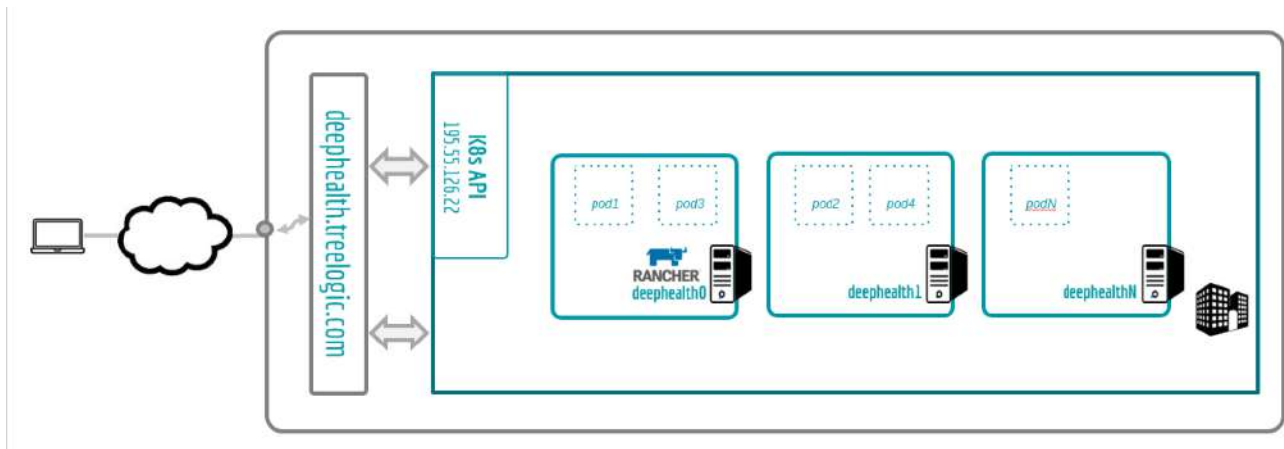 deephealth.treelogic.com
K8s API
195.55.126.22
pod1
pod3
RANCHER
deephealth0
pod2
pod4
deephealth1
podN
deephealthN